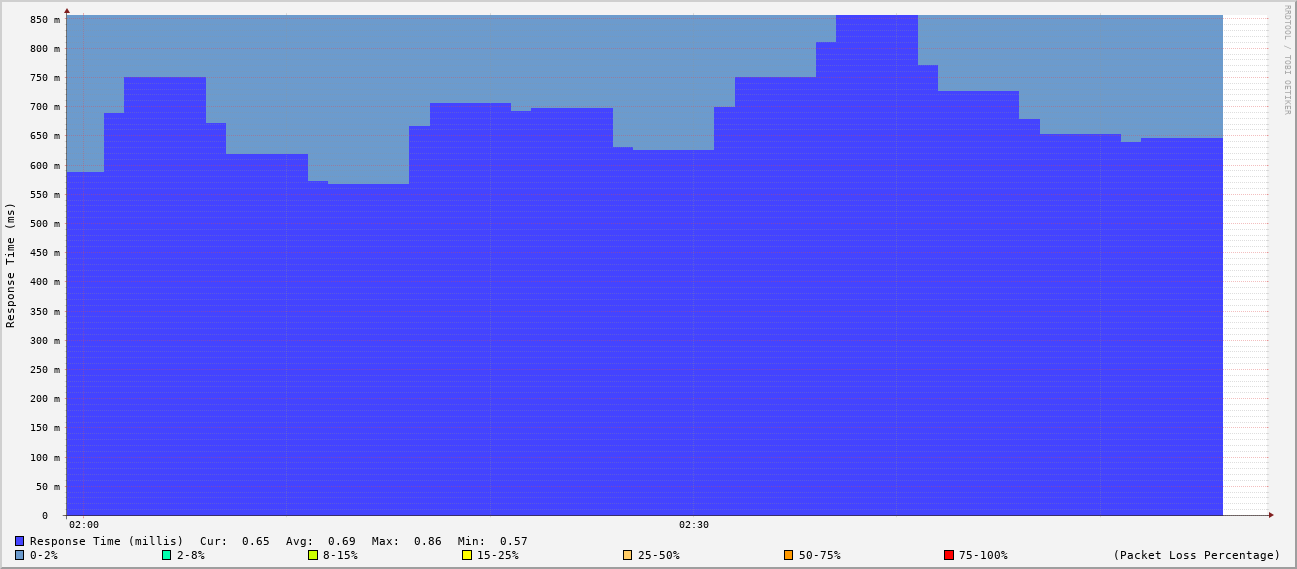 RRDTOOL / TOBI OETIKER
Response Time (ms)
850 m
800 m
750 m
700 m
650 m
600 m
550 m
500 m
450 m
400 m
350 m
300 m
250 m
200 m
150 m
100 m
50 m
0
02:00 02:30
Response Time (millis) Cur: 0.65 Avg: 0.69 Max: 0.86 Min: 0.57
0-2% 2-8% 8-15% 15-25% 25-50% 50-75% 75-100% (Packet Loss Percentage)